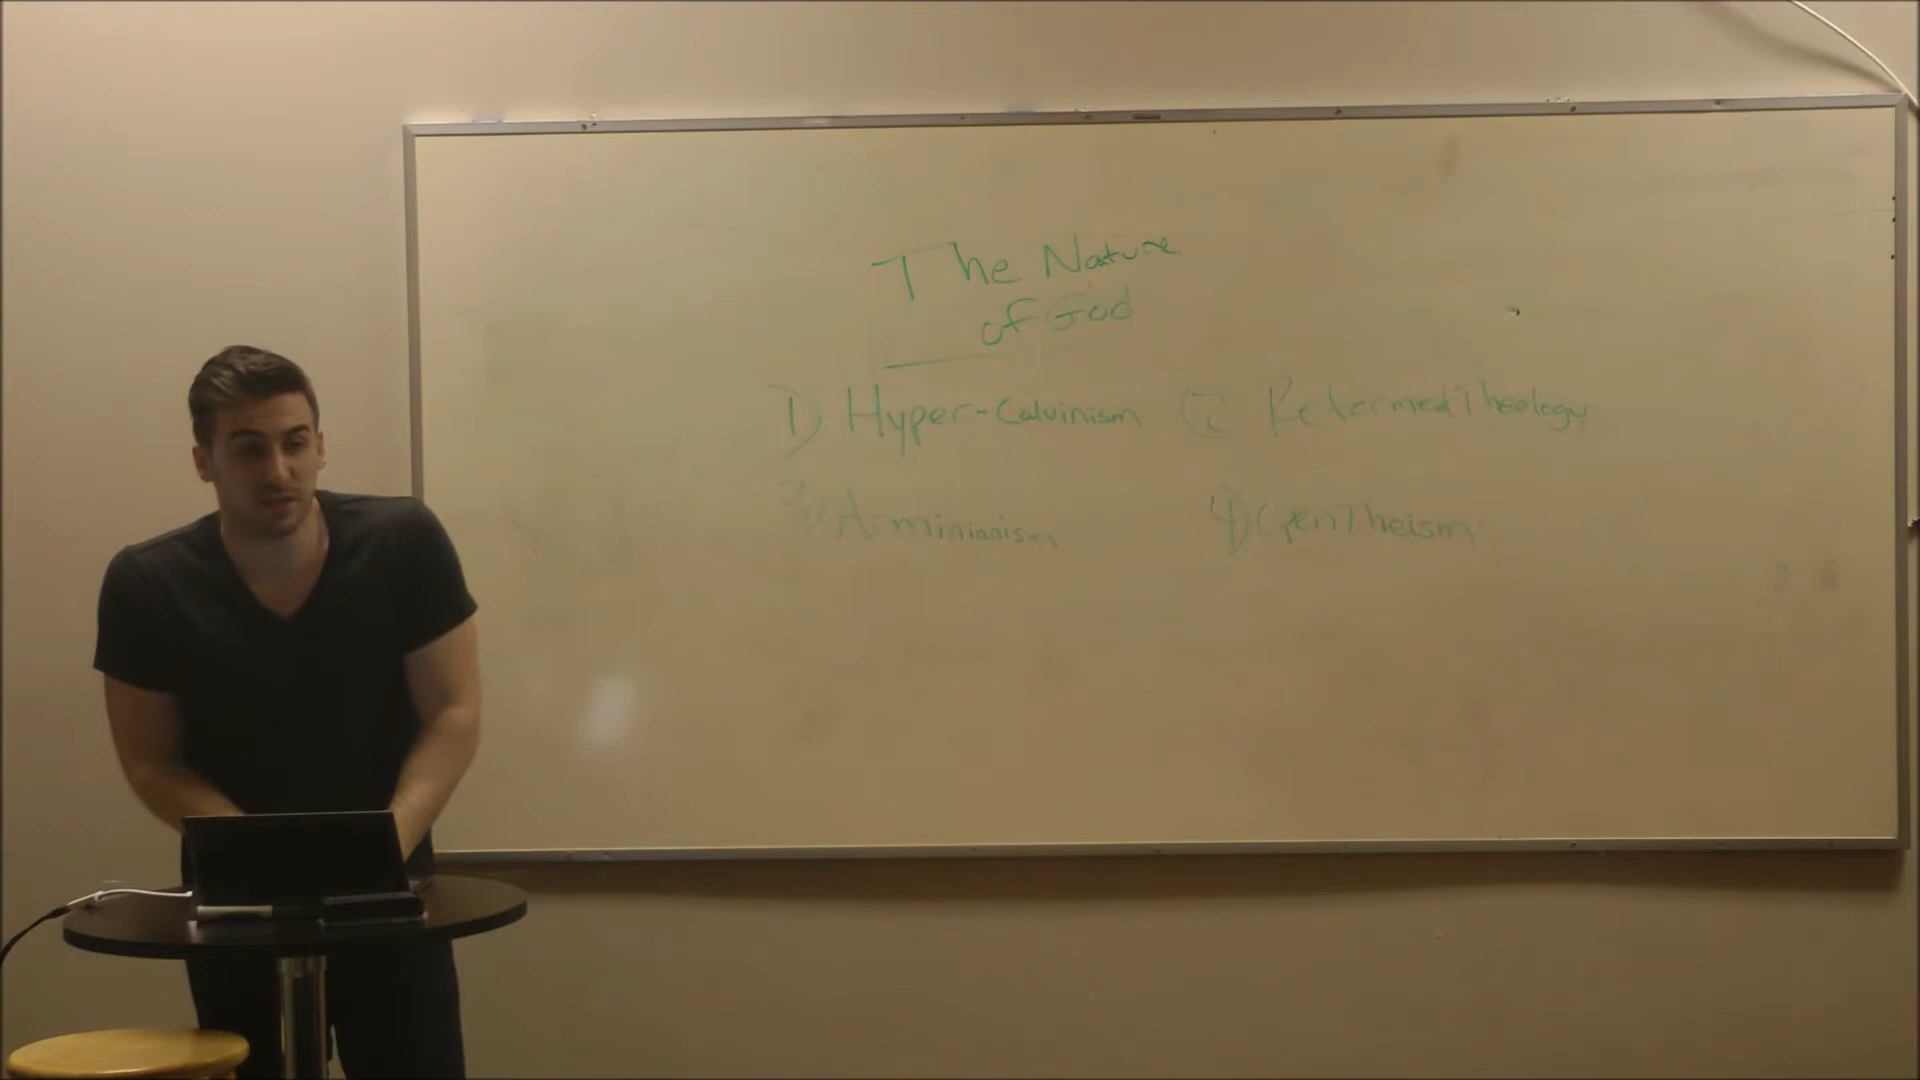 The Nature
of God
1) Hyper-Calvinism 2 Reformed Theology
3) Arminianism 4) Open Theism